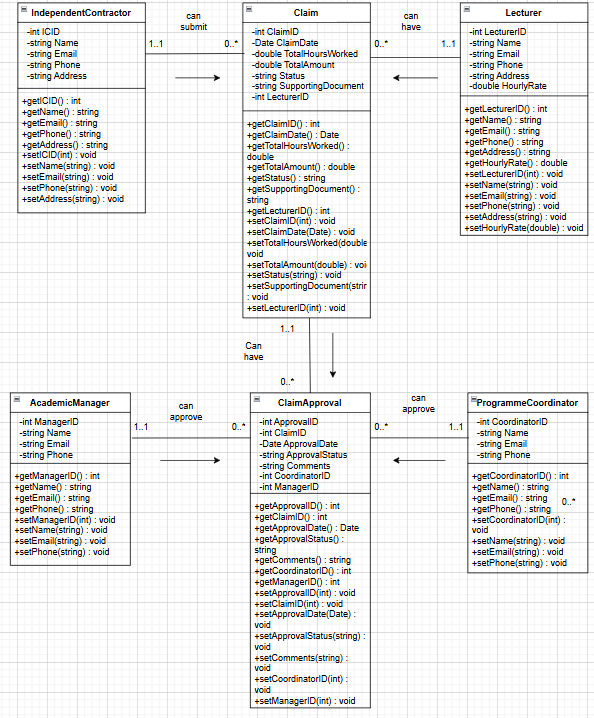 IndependentContractor
-int ICID
-string Name
-string Email
-string Phone
-string Address
+getICID() : int
+getName() : string
+getEmail() : string
+getPhone() : string
+getAddress() : string
+setICID(int) : void
+setName(string) : void
+setEmail(string) : void
+setPhone(string) : void
+setAddress(string) : void
can
submit
1..1
0..*
Claim
-int ClaimID
-Date ClaimDate
-double TotalHoursWorked
-double TotalAmount
-string Status
-string SupportingDocument
-int LecturerID
+getClaimID() : int
+getClaimDate() : Date
+getTotalHoursWorked() :
double
+getTotalAmount() : double
+getStatus() : string
+getSupportingDocument() :
string
+getLecturerID() : int
+setClaimID(int) : void
+setClaimDate(Date) : void
+setTotalHoursWorked(double
void
+setTotalAmount(double) : voi
+setStatus(string) : void
+setSupportingDocument(strir
: void
+setLecturerID(int) : void
can
have
0..*
1..1
Lecturer
-int LecturerID
-string Name
-string Email
-string Phone
-string Address
-double HourlyRate
+getLecturerID() : int
+getName() : string
+getEmail() : string
+getPhone() : string
+getAddress() : string
+getHourlyRate() : double
+setLecturerID(int) : void
+setName(string) : void
+setEmail(string) : void
+setPhone(string) : void
+setAddress(string) : void
+setHourlyRate(double) : void
1..1
Can
have
0..*
AcademicManager
-int ManagerID
-string Name
-string Email
-string Phone
+getManagerID() : int
+getName() : string
+getEmail() : string
+getPhone() : string
+setManagerID(int) : void
+setName(string) : void
+setEmail(string) : void
+setPhone(string) : void
can
approve
1..1
0..*
ClaimApproval
-int ApprovalID
-int ClaimID
-Date ApprovalDate
-string ApprovalStatus
-string Comments
-int CoordinatorID
-int ManagerID
+getApprovalID() : int
+getClaimID() : int
+getApprovalDate() : Date
+getApprovalStatus() :
string
+getComments() : string
+getCoordinatorID() : int
+getManagerID() : int
+setApprovalID(int) : void
+setClaimID(int) : void
+setApprovalDate(Date) :
void
+setApprovalStatus(string) :
void
+setComments(string) :
void
+setCoordinatorID(int) :
void
+setManagerID(int) : void
can
approve
0..*
1..1
ProgrammeCoordinator
-int CoordinatorID
-string Name
-string Email
-string Phone
+getCoordinatorID() : int
+getName() : string
+getEmail() : string
0..*
+getPhone() : string
+setCoordinatorID(int) :
void
+setName(string) : void
+setEmail(string) : void
+setPhone(string) : void